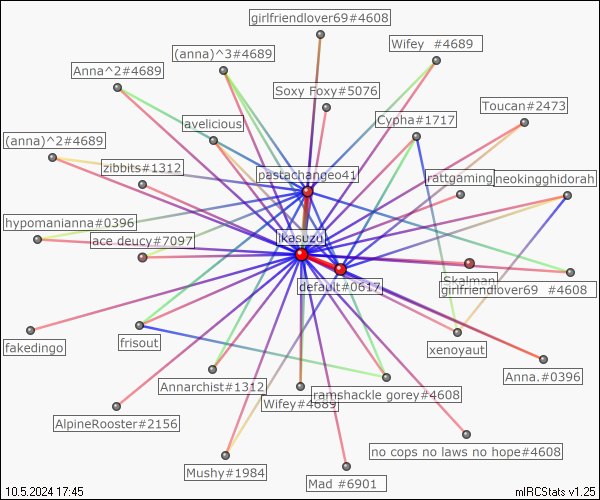 girlfriendlover69#4608
Wifey  #4689
(anna)^3#4689
Anna^2#4689
Soxy Foxy#5076
Toucan#2473
Cypha#1717
avelicious
(anna)^2#4689
zibbits#1312
pastachangeo41
rattgaming
neokingghidorah
hypomanianna#0396
ace deucy#7097
ikasuzu
Skalman
default#0617
girlfriendlover69  #4608
fakedingo
frisout
xenoyaut
Anna.#0396
Annarchist#1312
Wifey#4689
ramshackle gorey#4608
AlpineRooster#2156
no cops no laws no hope#4608
Mushy#1984
Mad #6901
10.5.2024 17:45
mIRCStats v1.25